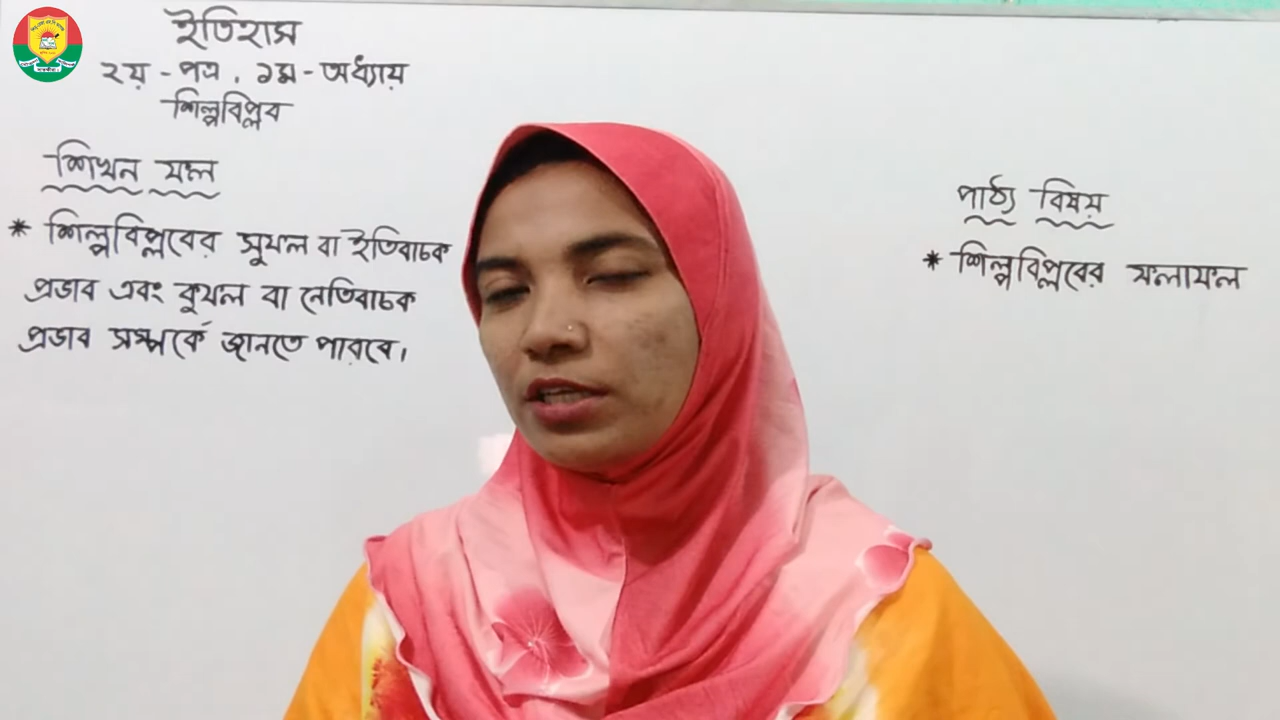 ইতিহাস
২য় - পত্র, ১ম - অধ্যায়
শিল্পবিপ্লব
শিখন ফল
* শিল্পবিপ্লবের সুফল বা ইতিবাচক
প্রভাব এবং কুফল বা নেতিবাচক
প্রভাব সম্পর্কে জানতে পারবে।
পাঠ্য বিষয়
* শিল্পবিপ্লবের ফলাফল